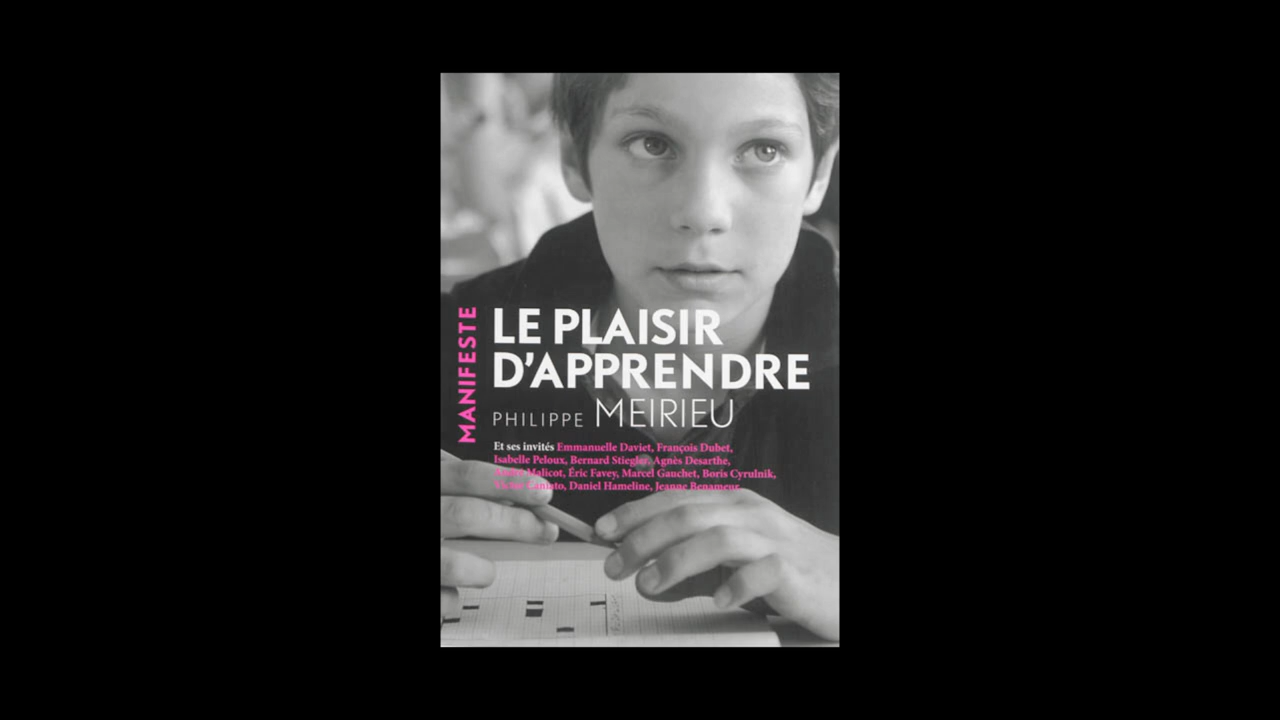 MANIFESTE
LE PLAISIR
D'APPRENDRE
PHILIPPE MEIRIEU
Et ses invités Emmanuelle Daviet, François Dubet,
Isabelle Peloux, Bernard Stiegler, Agnès Desarthe,
Malicot, Éric Favey, Marcel Gauchet, Boris Cyrulnik,
Daniel Hameline, Jeanne Benameur.